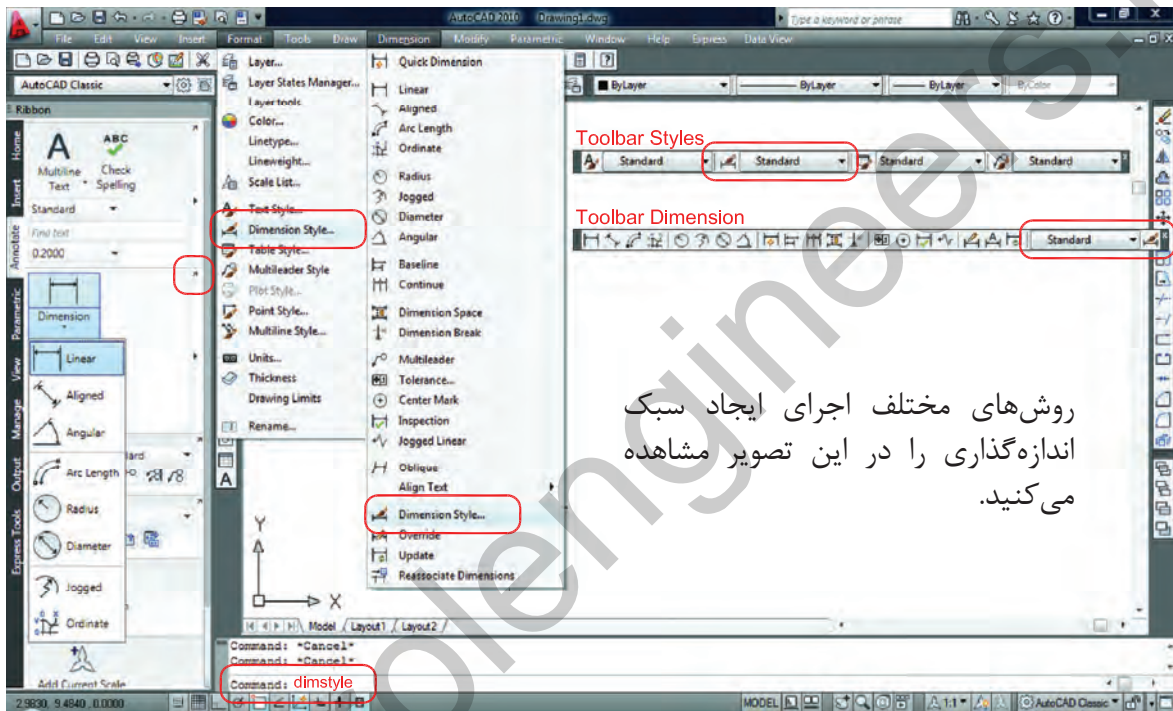 AutoCAD 2010 Drawing1.dwg
Type a keyword or phrase
File Edit View Insert Format Tools Draw Dimension Modify Parametric Window Help Express Data View
AutoCAD Classic
ByLayer
ByLayer
ByLayer
ByColor
Ribbon
Home
Insert
Annotate
Parametric
View
Manage
Output
Express Tools
A
ABC
Multiline
Text
Check
Spelling
Standard
Find text
0.2000
Dimension
Linear
Aligned
Angular
Arc Length
Radius
Diameter
Jogged
Ordinate
Add Current Scale
Layer...
Layer States Manager...
Layer tools
Color...
Linetype...
Lineweight...
Scale List...
Text Style...
Dimension Style...
Table Style...
Multileader Style
Plot Style...
Point Style...
Multiline Style...
Units...
Thickness
Drawing Limits
Rename...
Quick Dimension
Linear
Aligned
Arc Length
Ordinate
Radius
Jogged
Diameter
Angular
Baseline
Continue
Dimension Space
Dimension Break
Multileader
Tolerance...
Center Mark
Inspection
Jogged Linear
Oblique
Align Text
Dimension Style...
Override
Update
Reassociate Dimensions
Toolbar Styles
Standard
Standard
Standard
Standard
Toolbar Dimension
Standard
روش‌های مختلف اجرای ایجاد سبک
اندازه‌گذاری را در این تصویر مشاهده
می‌کنید.
Y
X
Model Layout1 Layout2
Command: *Cancel*
Command: *Cancel*
Command: dimstyle
2.9830, 9.4840, 0.0000
MODEL
A 1:1
AutoCAD Classic
olengineers.